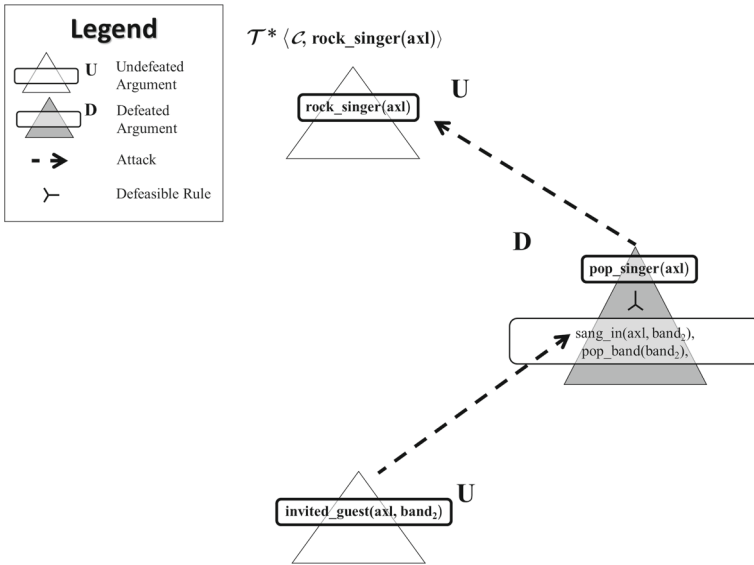 Legend
U Undefeated
Argument
D Defeated
Argument
Attack
Defeasible Rule
𝒯* ⟨𝒞, rock_singer(axl)⟩
U
rock_singer(axl)
D
pop_singer(axl)
sang_in(axl, band₂),
pop_band(band₂),
U
invited_guest(axl, band₂)